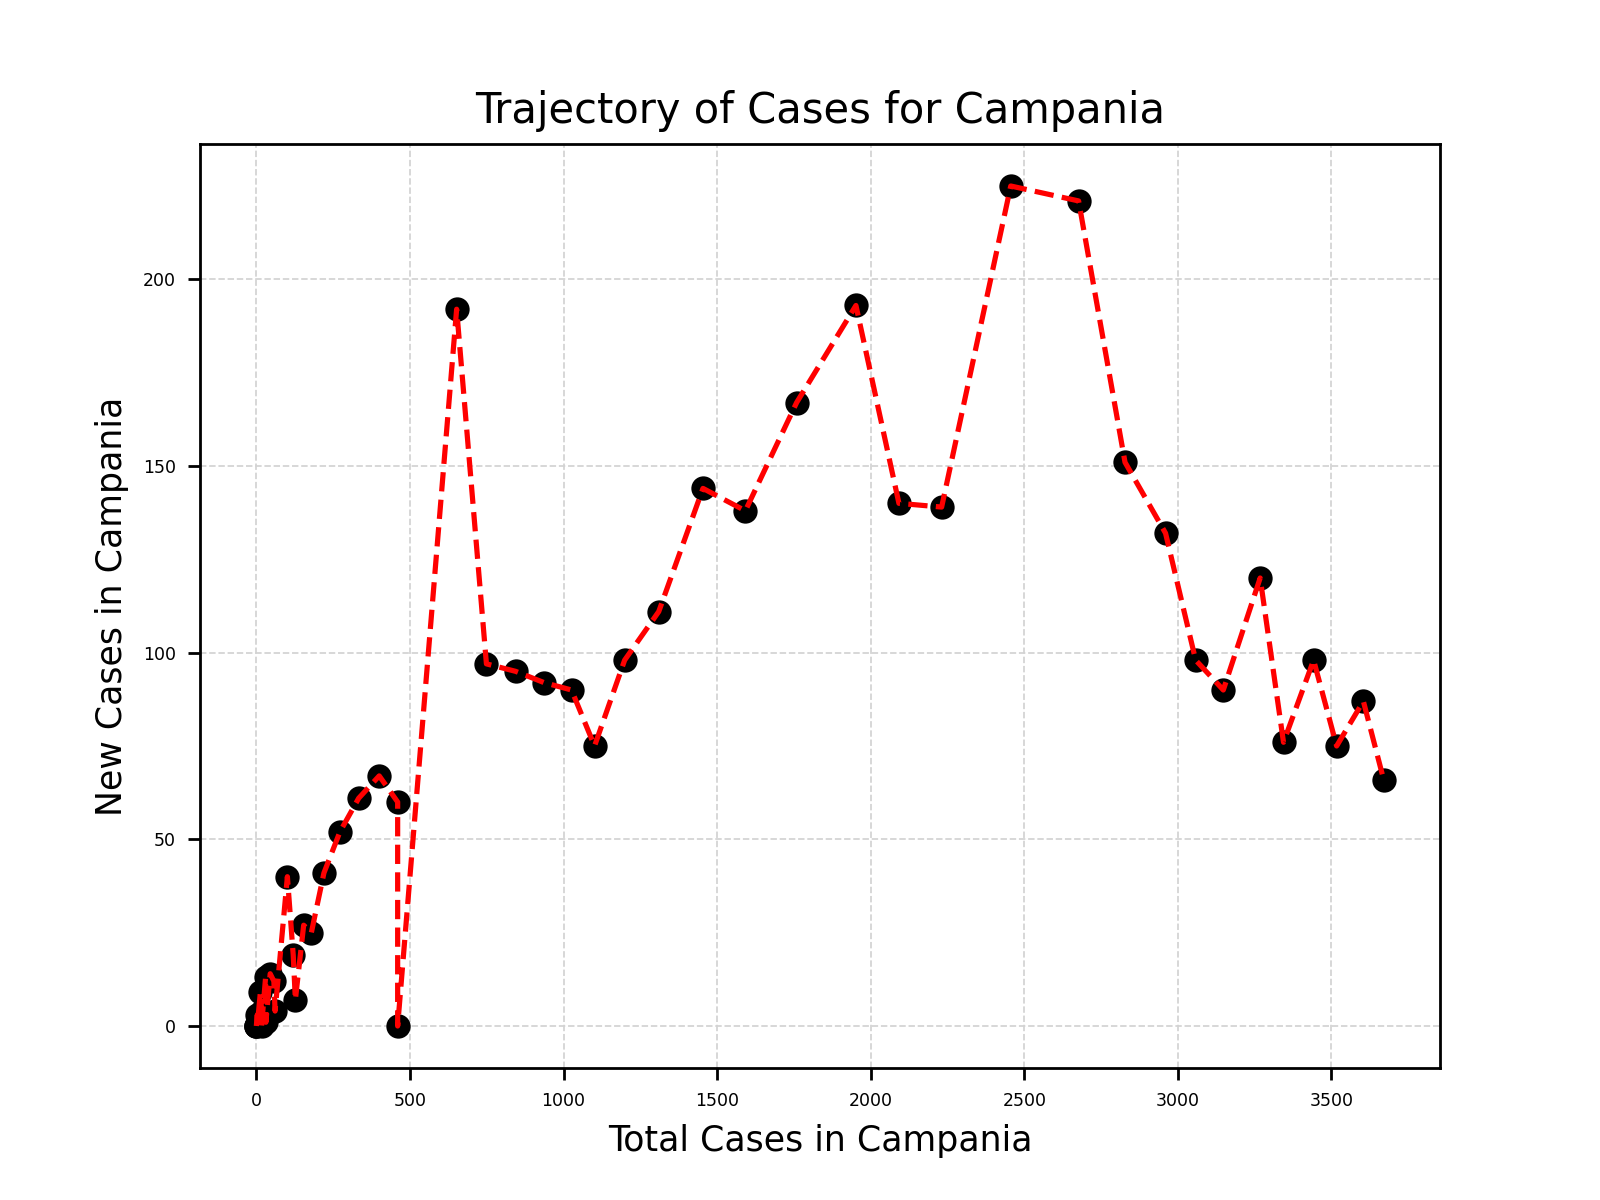 Trajectory of Cases for Campania
New Cases in Campania
200
150
100
50
0
0 500 1000 1500 2000 2500 3000 3500
Total Cases in Campania